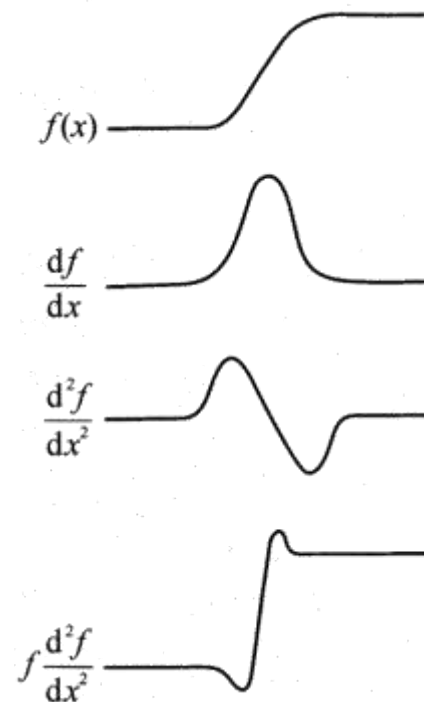 f(x)
df
dx
d²f
dx²
f d²f
dx²